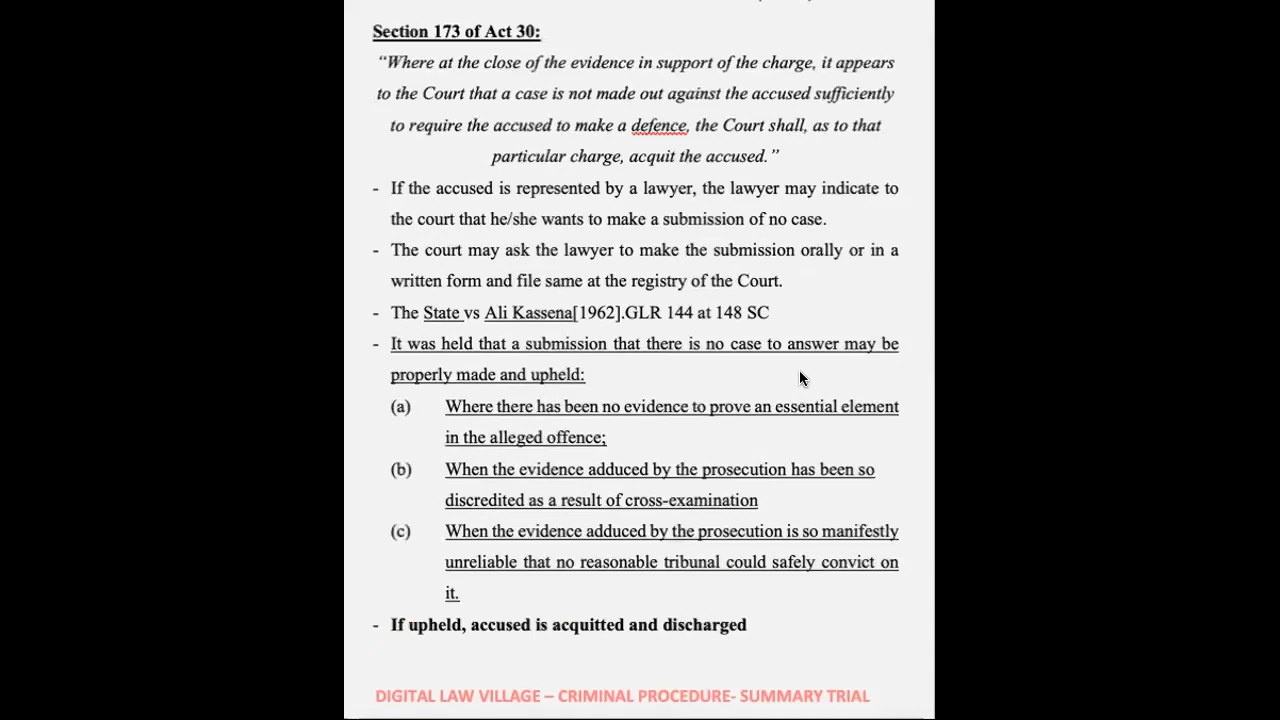 Section 173 of Act 30:
“Where at the close of the evidence in support of the charge, it appears
to the Court that a case is not made out against the accused sufficiently
to require the accused to make a defence, the Court shall, as to that
particular charge, acquit the accused.”
- If the accused is represented by a lawyer, the lawyer may indicate to
the court that he/she wants to make a submission of no case.
- The court may ask the lawyer to make the submission orally or in a
written form and file same at the registry of the Court.
- The State vs Ali Kassena[1962].GLR 144 at 148 SC
- It was held that a submission that there is no case to answer may be
properly made and upheld:
(a) Where there has been no evidence to prove an essential element
in the alleged offence;
(b) When the evidence adduced by the prosecution has been so
discredited as a result of cross-examination
(c) When the evidence adduced by the prosecution is so manifestly
unreliable that no reasonable tribunal could safely convict on
it.
- If upheld, accused is acquitted and discharged
DIGITAL LAW VILLAGE – CRIMINAL PROCEDURE- SUMMARY TRIAL